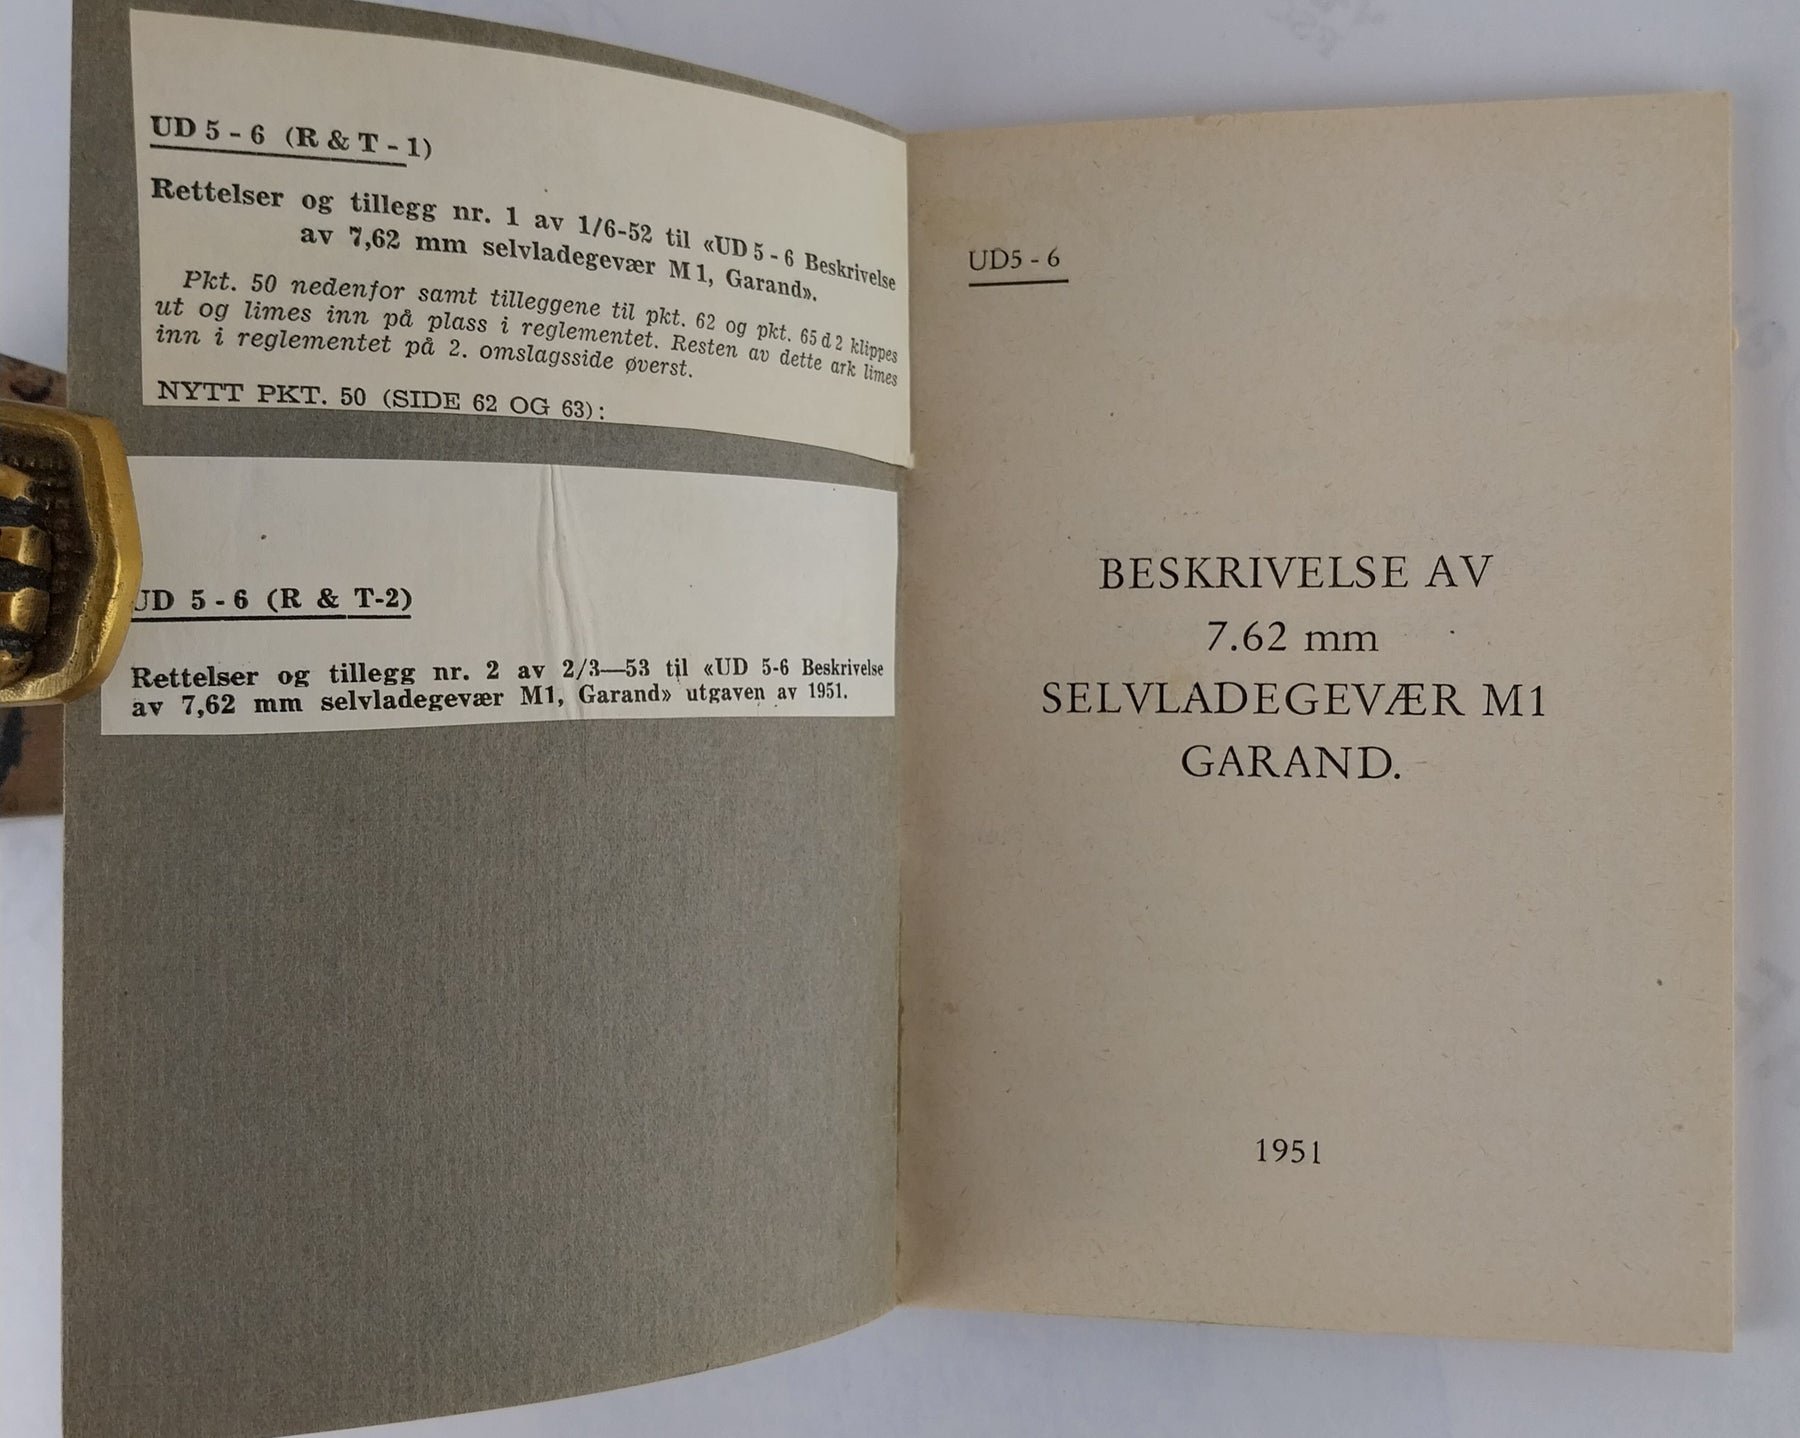 UD 5 - 6 (R & T - 1)
Rettelser og tillegg nr. 1 av 1/6-52 til «UD 5 - 6 Beskrivelse
av 7,62 mm selvladegevær M 1, Garand».
Pkt. 50 nedenfor samt tilleggene til pkt. 62 og pkt. 65 d 2 klippes
ut og limes inn på plass i reglementet. Resten av dette ark limes
inn i reglementet på 2. omslagsside øverst.
NYTT PKT. 50 (SIDE 62 OG 63):
UD 5 - 6 (R & T-2)
Rettelser og tillegg nr. 2 av 2/3—53 til «UD 5-6 Beskrivelse
av 7,62 mm selvladegevær M1, Garand» utgaven av 1951.
UD5 - 6
BESKRIVELSE AV
7.62 mm
SELVLADEGEVÆR M1
GARAND.
1951